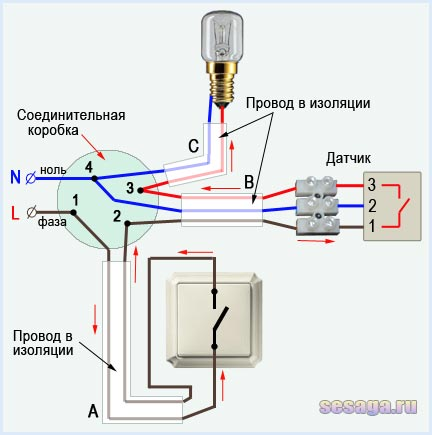 Соединительная
коробка
Провод в изоляции
Датчик
N
ноль
L
фаза
4
3
1
2
C
B
A
3
2
1
Провод в
изоляции
sesaga.ru